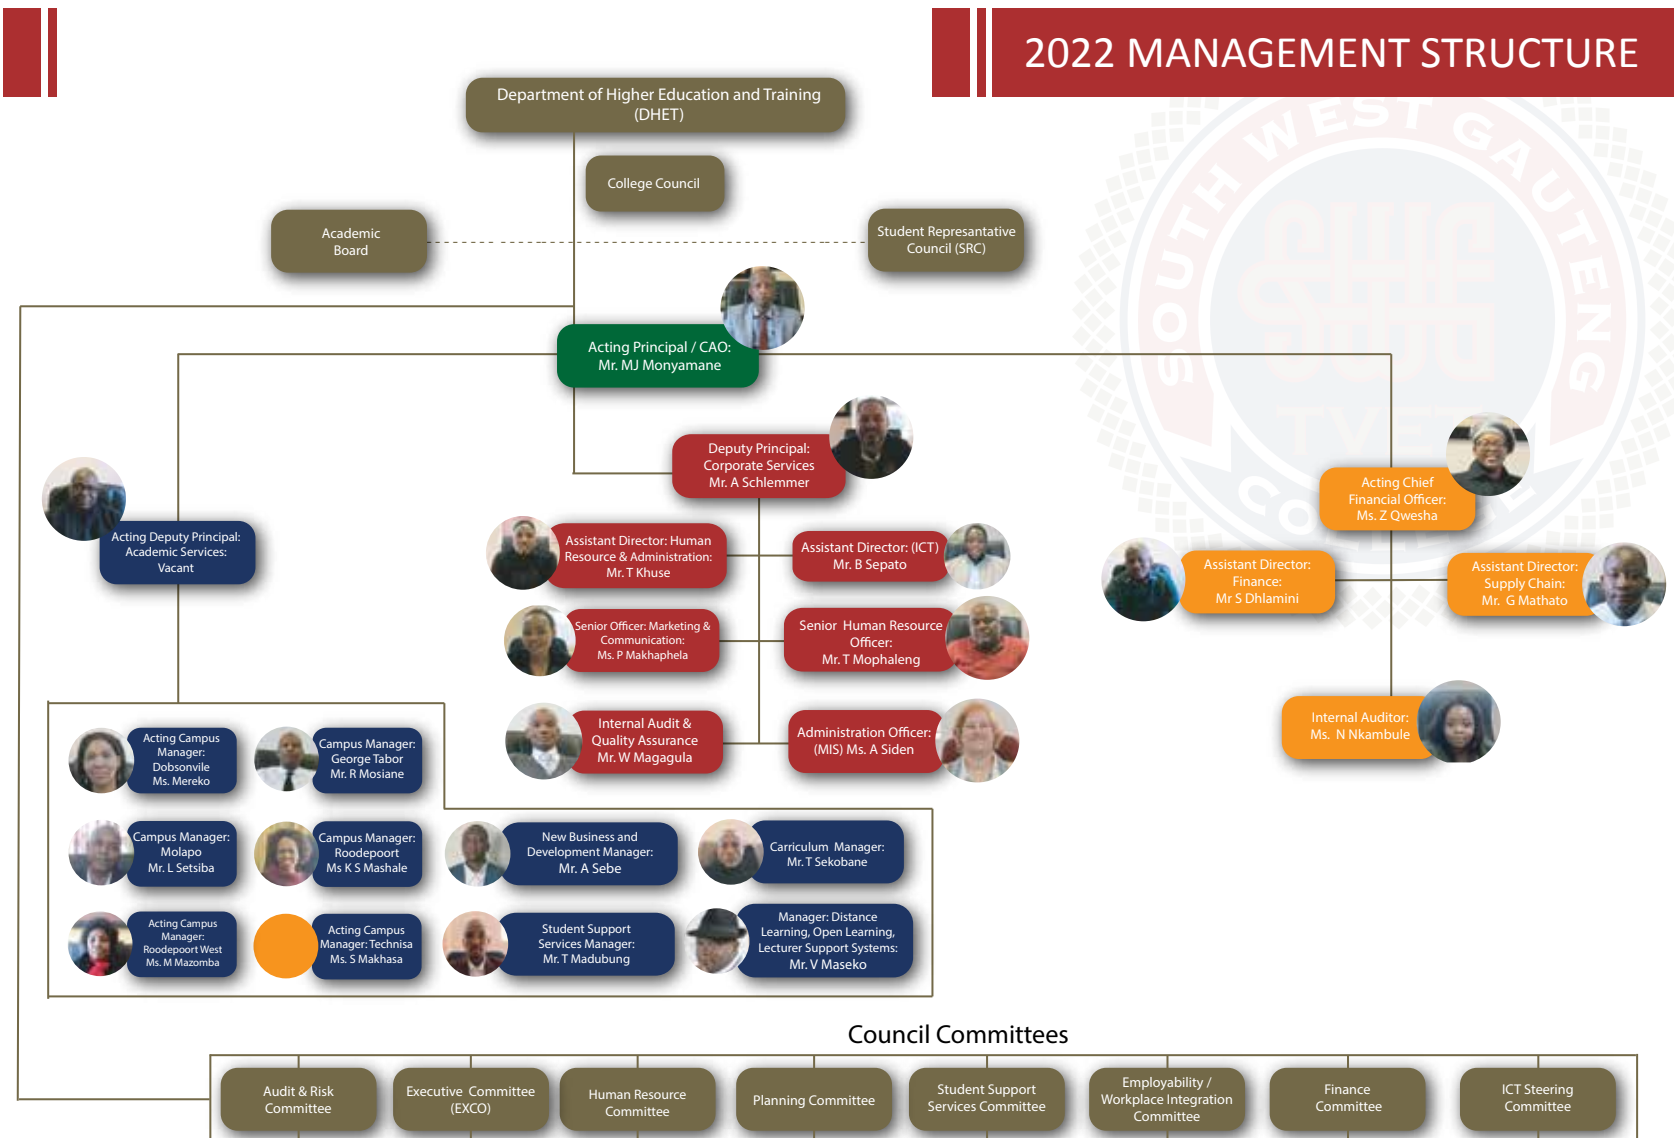 2022 MANAGEMENT STRUCTURE
Department of Higher Education and Training
(DHET)
College Council
Academic
Board
Student Represantative
Council (SRC)
Acting Principal / CAO:
Mr. MJ Monyamane
Deputy Principal:
Corporate Services
Mr. A Schlemmer
Acting Chief
Financial Officer:
Ms. Z Qwesha
Acting Deputy Principal:
Academic Services:
Vacant
Assistant Director: Human
Resource & Administration:
Mr. T Khuse
Assistant Director: (ICT)
Mr. B Sepato
Assistant Director:
Finance:
Mr S Dhlamini
Assistant Director:
Supply Chain:
Mr. G Mathato
Senior Officer: Marketing &
Communication:
Ms. P Makhaphela
Senior Human Resource
Officer:
Mr. T Mophaleng
Internal Audit &
Quality Assurance
Mr. W Magagula
Administration Officer:
(MIS) Ms. A Siden
Internal Auditor:
Ms. N Nkambule
Acting Campus
Manager:
Dobsonvile
Ms. Mereko
Campus Manager:
George Tabor
Mr. R Mosiane
Campus Manager:
Molapo
Mr. L Setsiba
Campus Manager:
Roodepoort
Ms K S Mashale
New Business and
Development Manager:
Mr. A Sebe
Curriculum Manager:
Mr. T Sekobane
Acting Campus
Manager:
Roodepoort West
Ms. M Mazomba
Acting Campus
Manager: Technisa
Ms. S Makhasa
Student Support
Services Manager:
Mr. T Madubung
Manager: Distance
Learning, Open Learning,
Lecturer Support Systems:
Mr. V Maseko
Council Committees
Audit & Risk
Committee
Executive Committee
(EXCO)
Human Resource
Committee
Planning Committee
Student Support
Services Committee
Employability /
Workplace Integration
Committee
Finance
Committee
ICT Steering
Committee
SOUTH WEST GAUTENG
TVET
COLLEGE